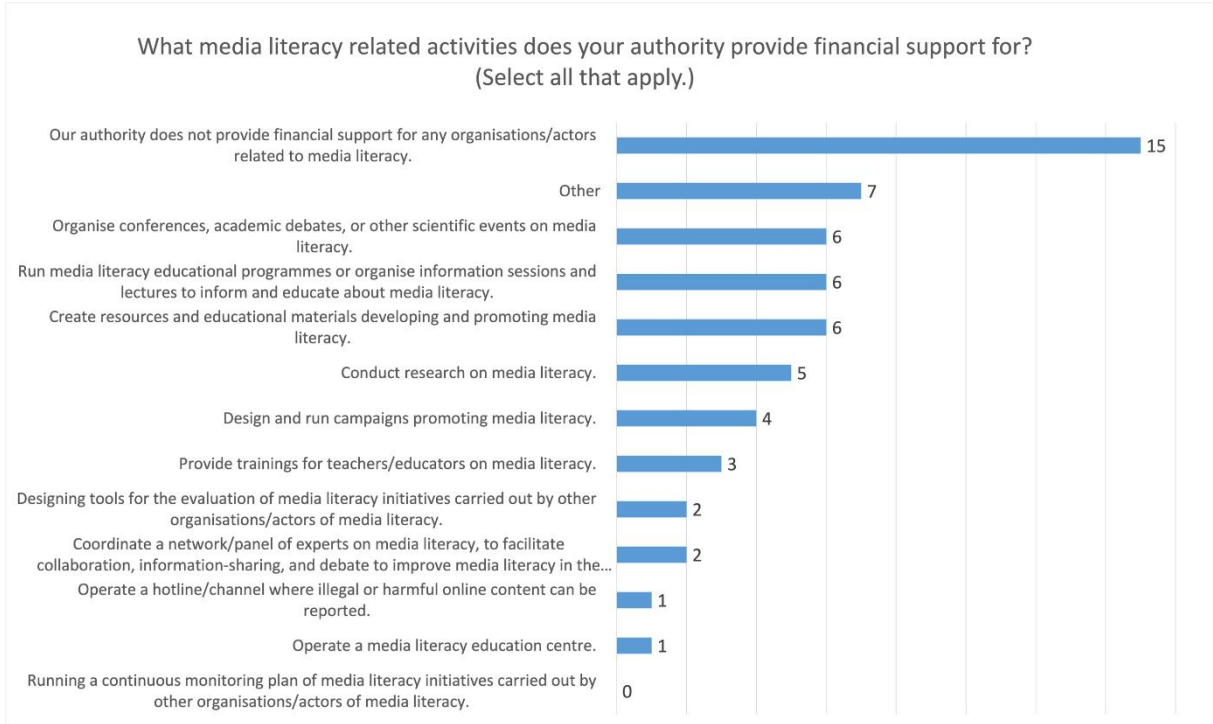 What media literacy related activities does your authority provide financial support for?
(Select all that apply.)
Our authority does not provide financial support for any organisations/actors
related to media literacy.
15
Other
7
Organise conferences, academic debates, or other scientific events on media
literacy.
6
Run media literacy educational programmes or organise information sessions and
lectures to inform and educate about media literacy.
6
Create resources and educational materials developing and promoting media
literacy.
6
Conduct research on media literacy.
5
Design and run campaigns promoting media literacy.
4
Provide trainings for teachers/educators on media literacy.
3
Designing tools for the evaluation of media literacy initiatives carried out by other
organisations/actors of media literacy.
2
Coordinate a network/panel of experts on media literacy, to facilitate
collaboration, information-sharing, and debate to improve media literacy in the…
2
Operate a hotline/channel where illegal or harmful online content can be
reported.
1
Operate a media literacy education centre.
1
Running a continuous monitoring plan of media literacy initiatives carried out by
other organisations/actors of media literacy.
0